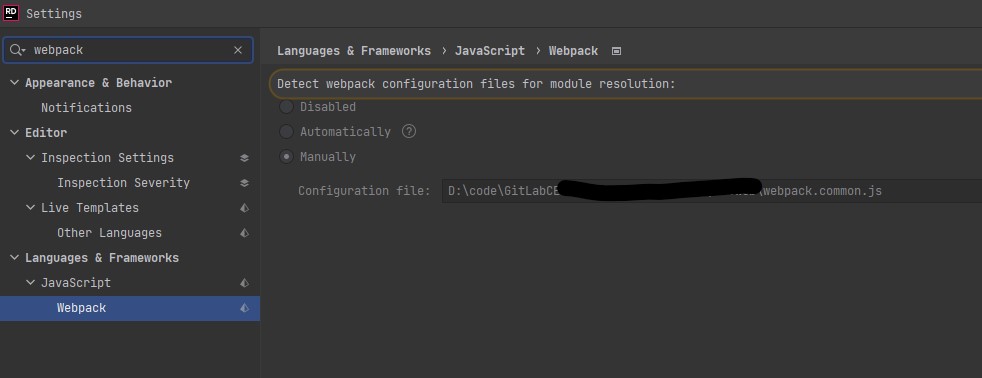 RD Settings
webpack
Appearance & Behavior
Notifications
Editor
Inspection Settings
Inspection Severity
Live Templates
Other Languages
Languages & Frameworks
JavaScript
Webpack
Languages & Frameworks › JavaScript › Webpack
Detect webpack configuration files for module resolution:
Disabled
Automatically ?
Manually
Configuration file: D:\code\GitLabCE \webpack.common.js